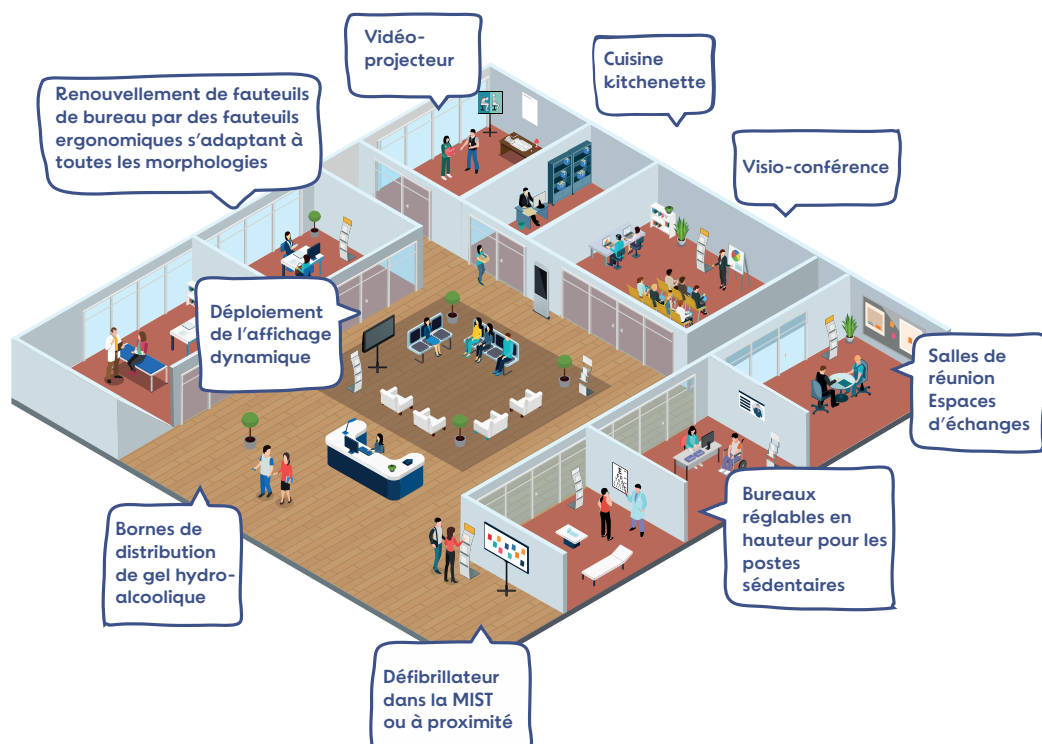 Vidéo-
projecteur
Cuisine
kitchenette
Renouvellement de fauteuils
de bureau par des fauteuils
ergonomiques s'adaptant à
toutes les morphologies
Visio-conférence
Déploiement
de l'affichage
dynamique
Salles de
réunion
Espaces
d'échanges
Bornes de
distribution
de gel hydro-
alcoolique
Bureaux
réglables en
hauteur pour les
postes
sédentaires
Défibrillateur
dans la MIST
ou à proximité